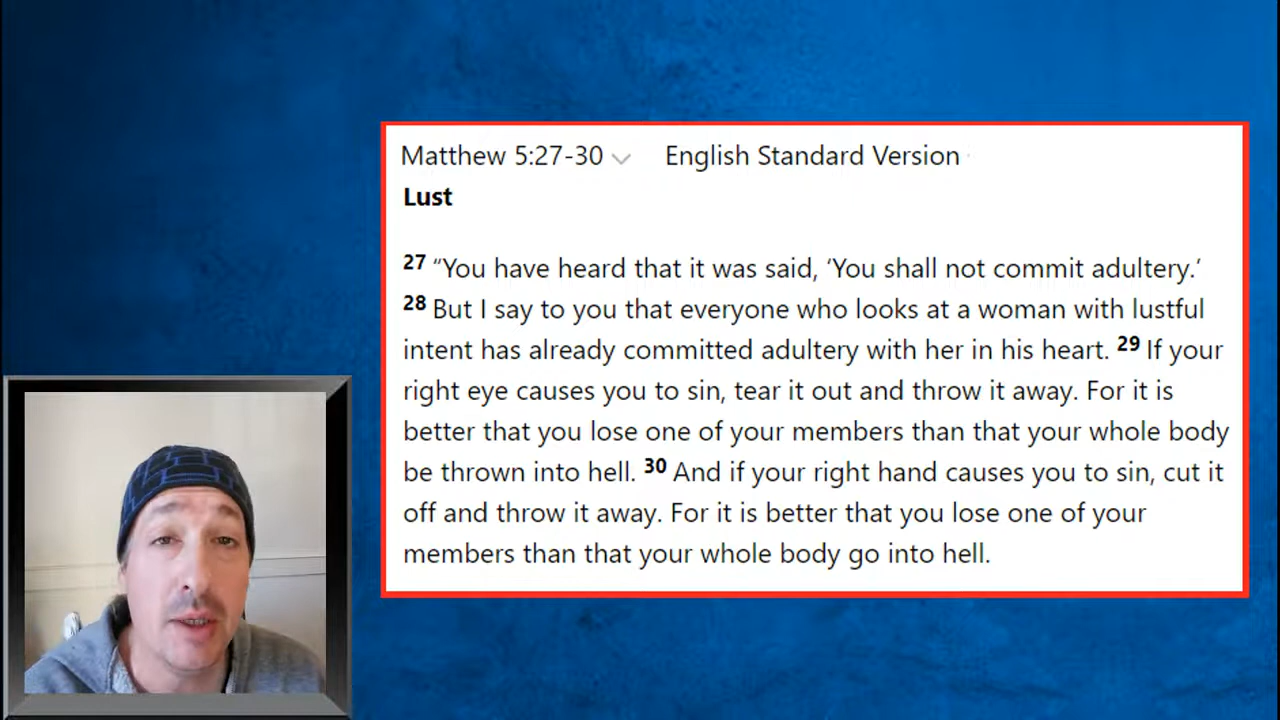 Matthew 5:27-30 English Standard Version
Lust
27 “You have heard that it was said, ‘You shall not commit adultery.’
28 But I say to you that everyone who looks at a woman with lustful
intent has already committed adultery with her in his heart. 29 If your
right eye causes you to sin, tear it out and throw it away. For it is
better that you lose one of your members than that your whole body
be thrown into hell. 30 And if your right hand causes you to sin, cut it
off and throw it away. For it is better that you lose one of your
members than that your whole body go into hell.